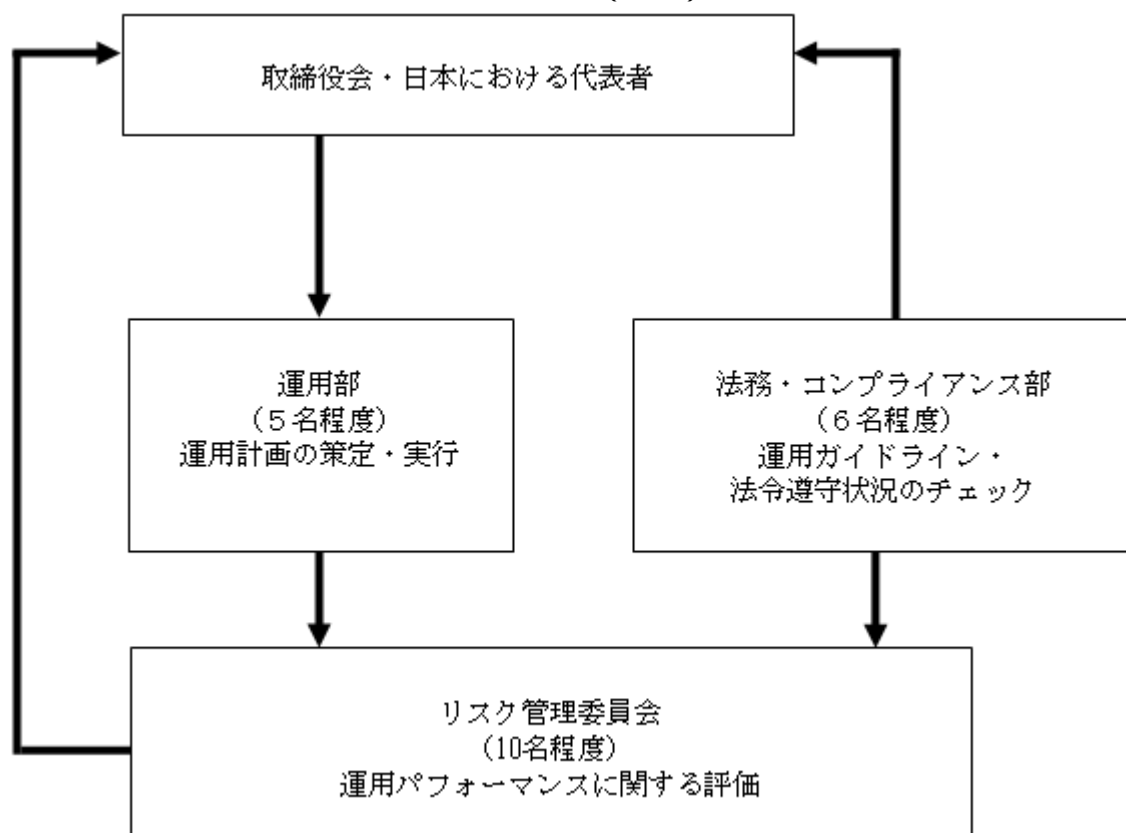 取締役会・日本における代表者
運用部
(5名程度)
運用計画の策定・実行
法務・コンプライアンス部
(6名程度)
運用ガイドライン・
法令遵守状況のチェック
リスク管理委員会
(10名程度)
運用パフォーマンスに関する評価